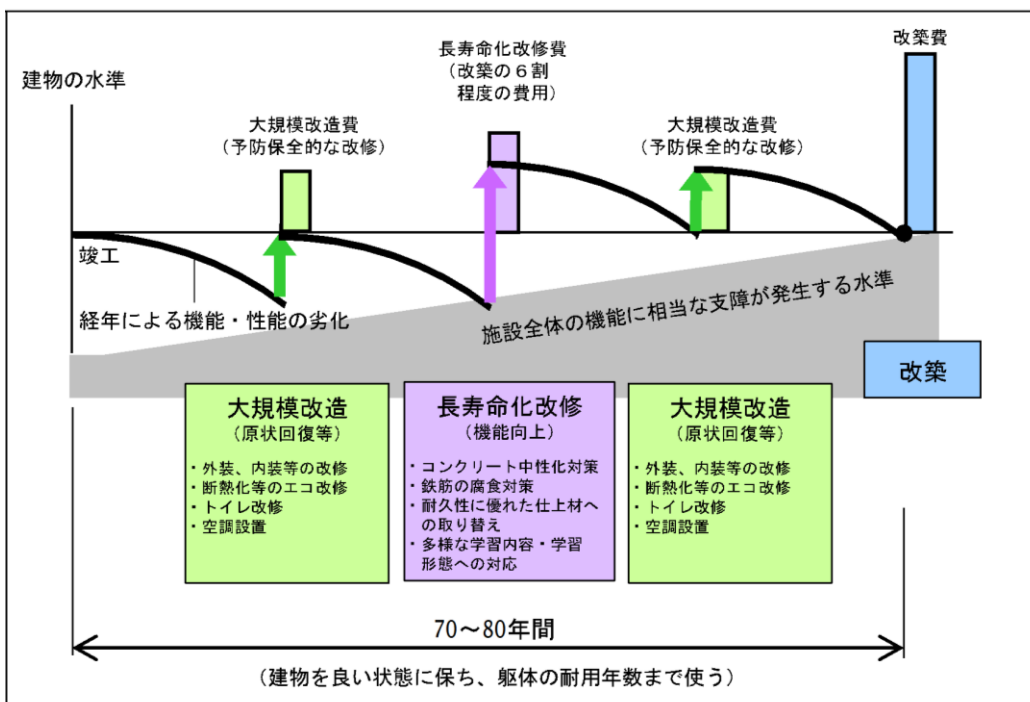 建物の水準
大規模改造費
(予防保全的な改修)
長寿命化改修費
(改築の６割
程度の費用)
大規模改造費
(予防保全的な改修)
改築費
竣工
経年による機能・性能の劣化
施設全体の機能に相当な支障が発生する水準
大規模改造
(原状回復等)
・外装、内装等の改修
・断熱化等のエコ改修
・トイレ改修
・空調設置
長寿命化改修
(機能向上)
・コンクリート中性化対策
・鉄筋の腐食対策
・耐久性に優れた仕上材へ
の取り替え
・多様な学習内容・学習
形態への対応
大規模改造
(原状回復等)
・外装、内装等の改修
・断熱化等のエコ改修
・トイレ改修
・空調設置
改築
70～80年間
(建物を良い状態に保ち、躯体の耐用年数まで使う)